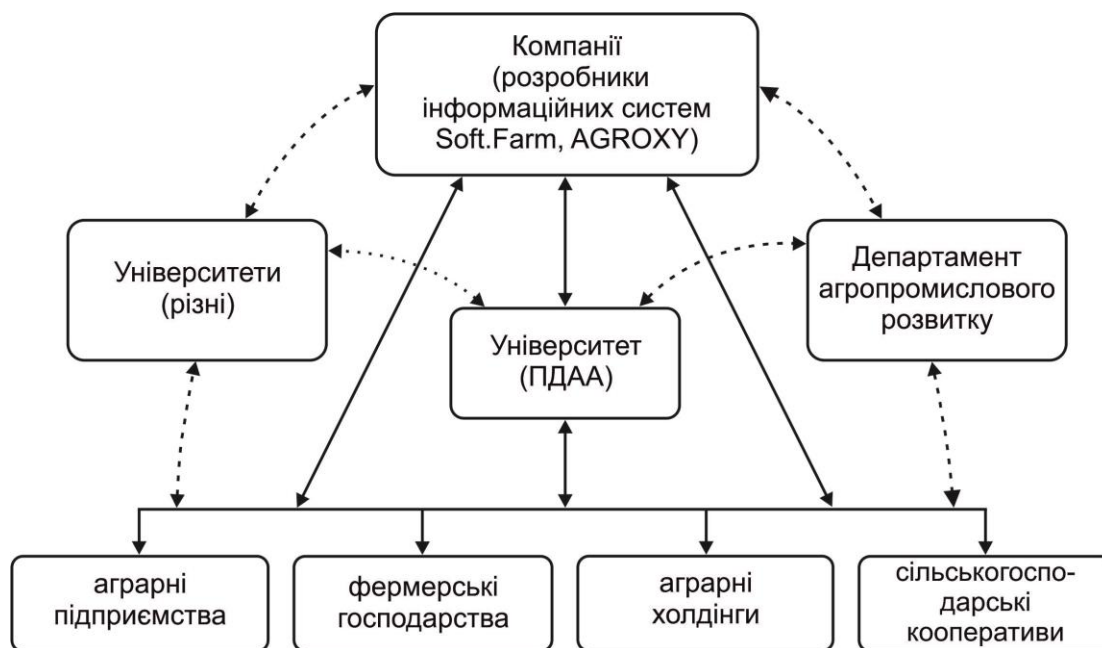 Компанії
(розробники
інформаційних систем
Soft.Farm, AGROXY)
Університети
(різні)
Університет
(ПДАА)
Департамент
агропромислового
розвитку
аграрні
підприємства
фермерські
господарства
аграрні
холдинги
сільськогоспо-
дарські
кооперативи